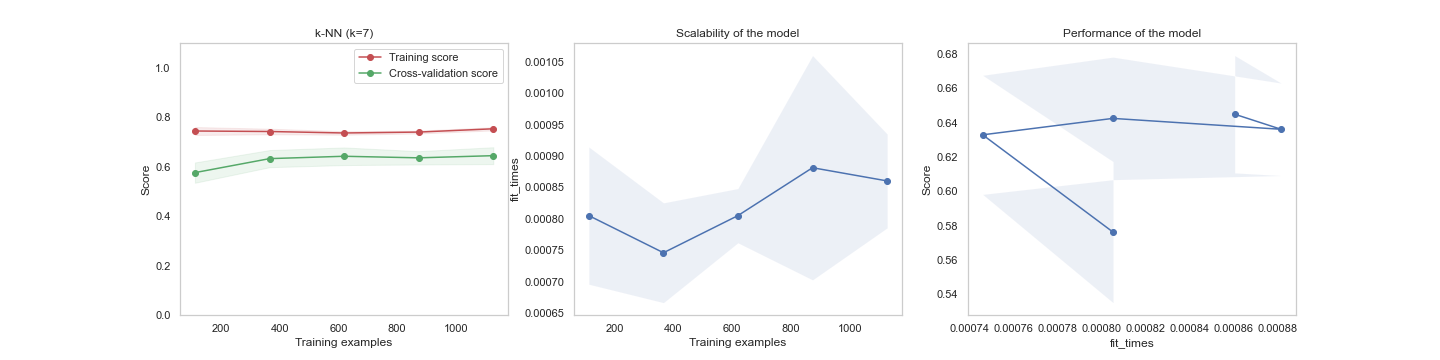 k-NN (k=7)
Training score
Cross-validation score
1.0
0.8
0.6
0.4
0.2
0.0
Score
200 400 600 800 1000
Training examples
Scalability of the model
0.00105
0.00100
0.00095
0.00090
0.00085
0.00080
0.00075
0.00070
0.00065
fit_times
200 400 600 800 1000
Training examples
Performance of the model
0.68
0.66
0.64
0.62
0.60
0.58
0.56
0.54
Score
0.00074 0.00076 0.00078 0.00080 0.00082 0.00084 0.00086 0.00088
fit_times